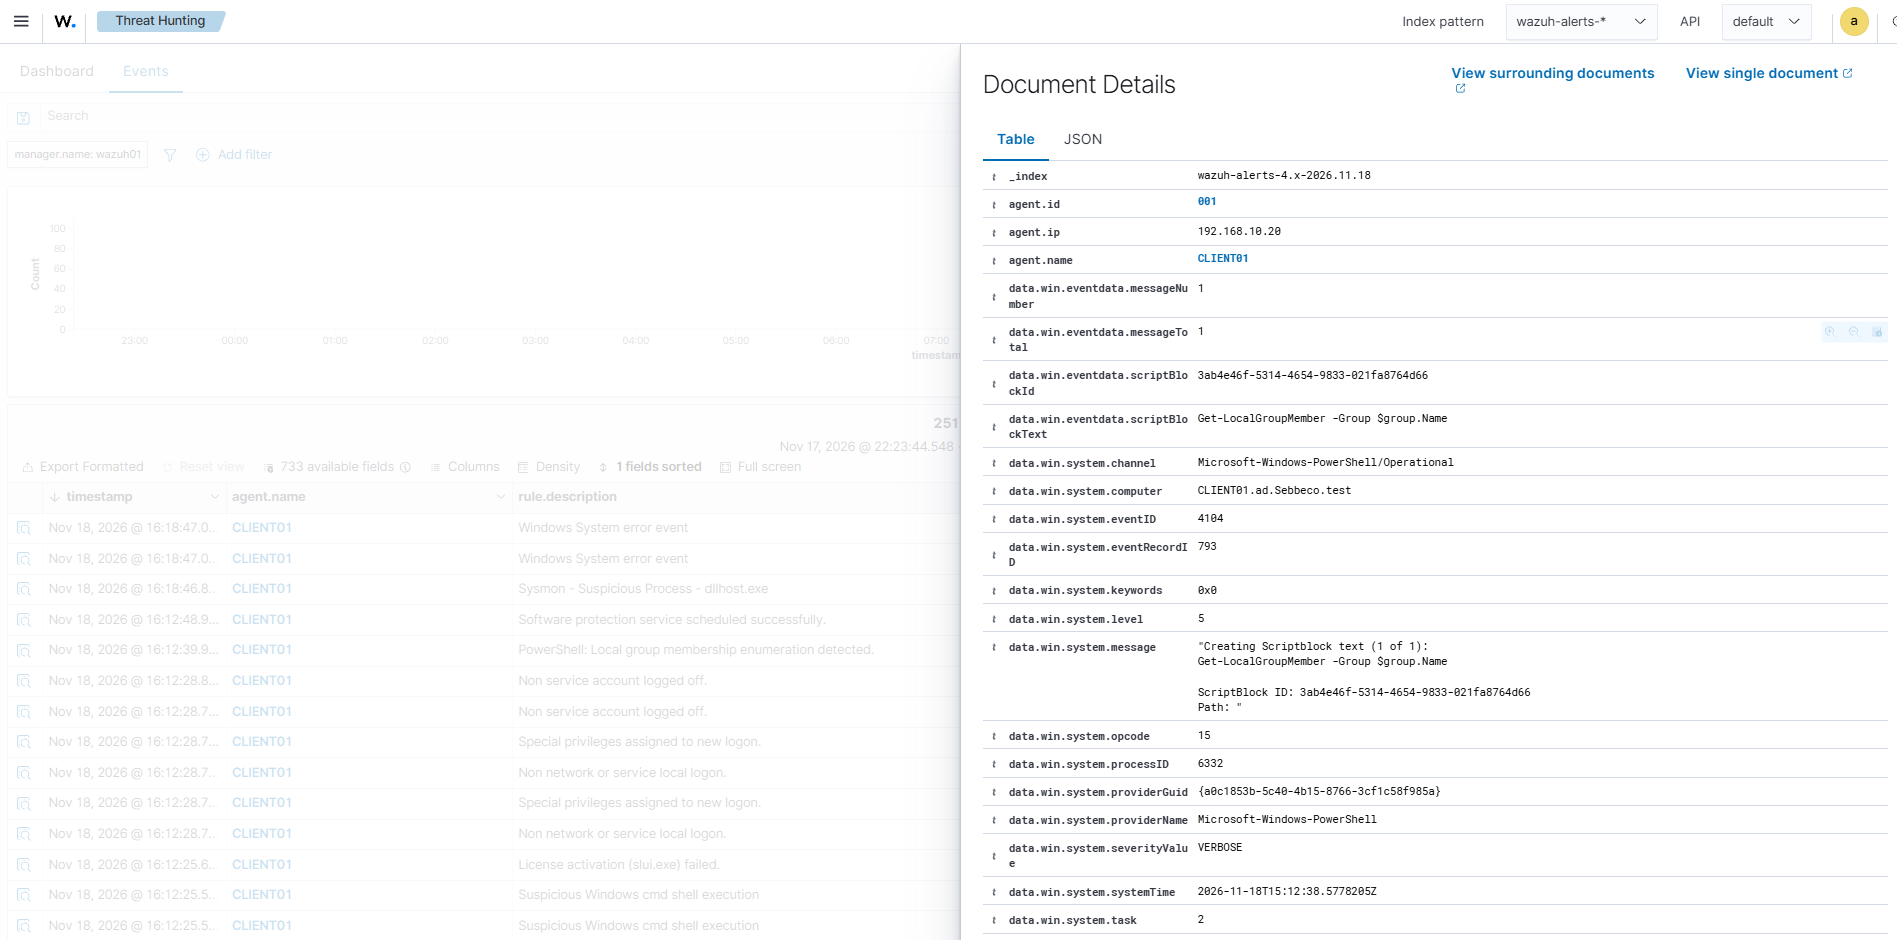 W.
Threat Hunting
Index pattern
wazuh-alerts-*
API
default
a
Dashboard
Events
Search
manager.name: wazuh01
Add filter
Count
100
80
60
40
20
0
23:00
00:00
01:00
02:00
03:00
04:00
05:00
06:00
07:00
timestam
251
Nov 17, 2026 @ 22:23:44.548 -
Export Formatted
Reset view
733 available fields
Columns
Density
1 fields sorted
Full screen
timestamp
agent.name
rule.description
Nov 18, 2026 @ 16:18:47.0... CLIENT01 Windows System error event
Nov 18, 2026 @ 16:18:47.0... CLIENT01 Windows System error event
Nov 18, 2026 @ 16:18:46.8... CLIENT01 Sysmon - Suspicious Process - dllhost.exe
Nov 18, 2026 @ 16:12:48.9... CLIENT01 Software protection service scheduled successfully.
Nov 18, 2026 @ 16:12:39.9... CLIENT01 PowerShell: Local group membership enumeration detected.
Nov 18, 2026 @ 16:12:28.8... CLIENT01 Non service account logged off.
Nov 18, 2026 @ 16:12:28.7... CLIENT01 Non service account logged off.
Nov 18, 2026 @ 16:12:28.7... CLIENT01 Special privileges assigned to new logon.
Nov 18, 2026 @ 16:12:28.7... CLIENT01 Non network or service local logon.
Nov 18, 2026 @ 16:12:28.7... CLIENT01 Special privileges assigned to new logon.
Nov 18, 2026 @ 16:12:28.7... CLIENT01 Non network or service local logon.
Nov 18, 2026 @ 16:12:25.6... CLIENT01 License activation (slui.exe) failed.
Nov 18, 2026 @ 16:12:25.5... CLIENT01 Suspicious Windows cmd shell execution
Nov 18, 2026 @ 16:12:25.5... CLIENT01 Suspicious Windows cmd shell execution
Document Details
View surrounding documents
View single document
Table
JSON
t _index wazuh-alerts-4.x-2026.11.18
t agent.id 001
t agent.ip 192.168.10.20
t agent.name CLIENT01
t data.win.eventdata.messageNu 1
mber
t data.win.eventdata.messageTo 1
tal
t data.win.eventdata.scriptBlo 3ab4e46f-5314-4654-9833-021fa8764d66
ckId
t data.win.eventdata.scriptBlo Get-LocalGroupMember -Group $group.Name
ckText
t data.win.system.channel Microsoft-Windows-PowerShell/Operational
t data.win.system.computer CLIENT01.ad.Sebbeco.test
t data.win.system.eventID 4104
t data.win.system.eventRecordI 793
D
t data.win.system.keywords 0x0
t data.win.system.level 5
t data.win.system.message "Creating Scriptblock text (1 of 1):
Get-LocalGroupMember -Group $group.Name
ScriptBlock ID: 3ab4e46f-5314-4654-9833-021fa8764d66
Path: "
t data.win.system.opcode 15
t data.win.system.processID 6332
t data.win.system.providerGuid {a0c1853b-5c40-4b15-8766-3cf1c58f985a}
t data.win.system.providerName Microsoft-Windows-PowerShell
t data.win.system.severityValu VERBOSE
e
t data.win.system.systemTime 2026-11-18T15:12:38.5778205Z
t data.win.system.task 2